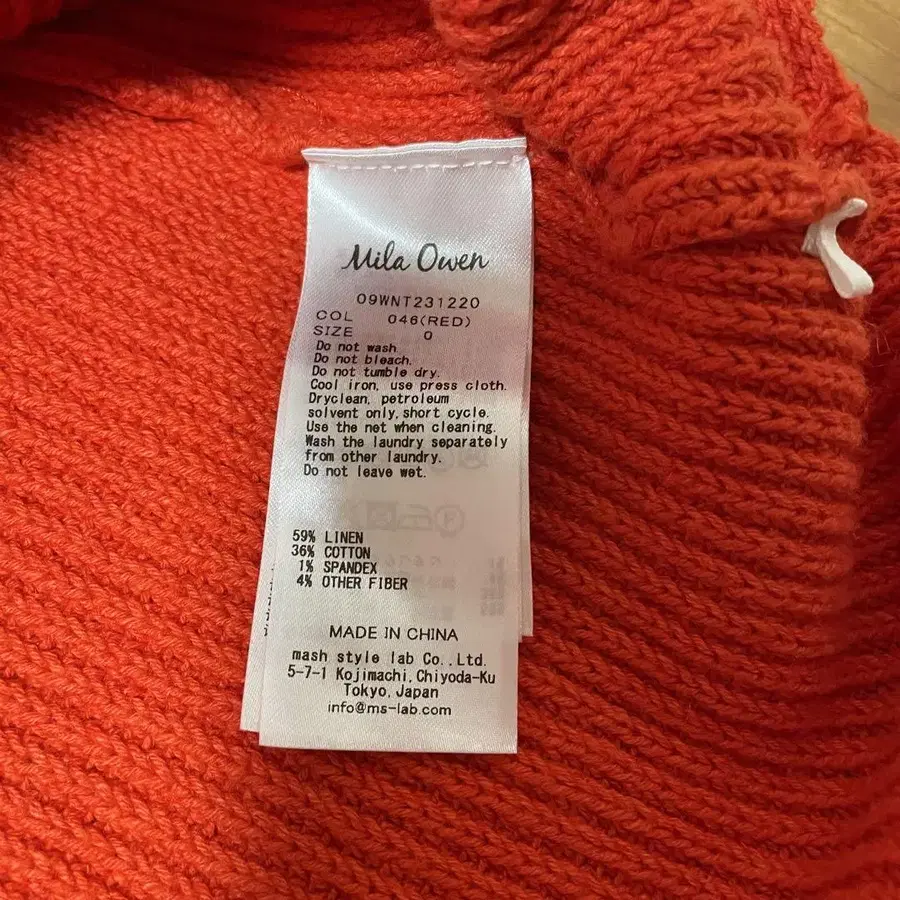 Mila Owen
09WNT231220
COL 046(RED)
SIZE 0
Do not wash
Do not bleach.
Do not tumble dry.
Cool iron, use press cloth.
Dryclean, petroleum
solvent only, short cycle.
Use the net when cleaning.
Wash the laundry separately
from other laundry.
Do not leave wet.
59% LINEN
36% COTTON
1% SPANDEX
4% OTHER FIBER
MADE IN CHINA
mash style lab Co., Ltd.
5-7-1 Kojimachi, Chiyoda-Ku
Tokyo, Japan
info@ms-lab.com